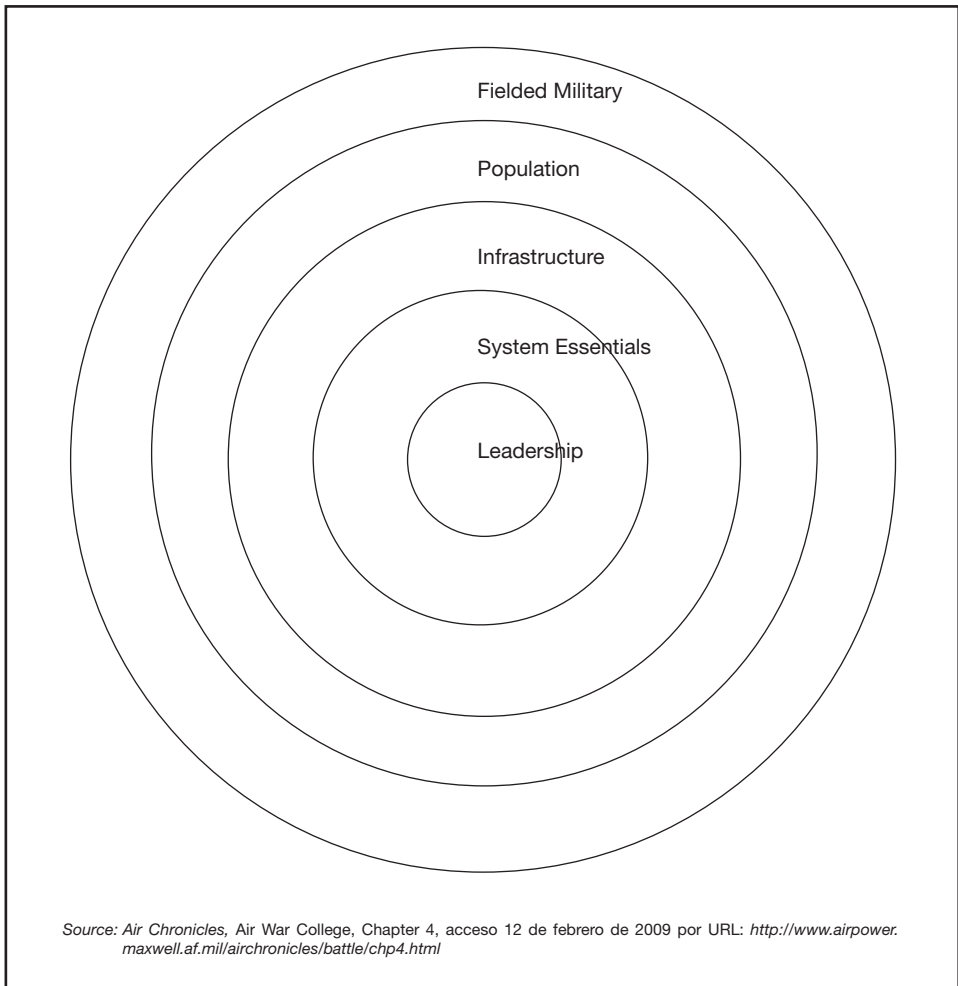 Fielded Military
Population
Infrastructure
System Essentials
Leadership
Source: Air Chronicles, Air War College, Chapter 4, acceso 12 de febrero de 2009 por URL: http://www.airpower.
maxwell.af.mil/airchronicles/battle/chp4.html